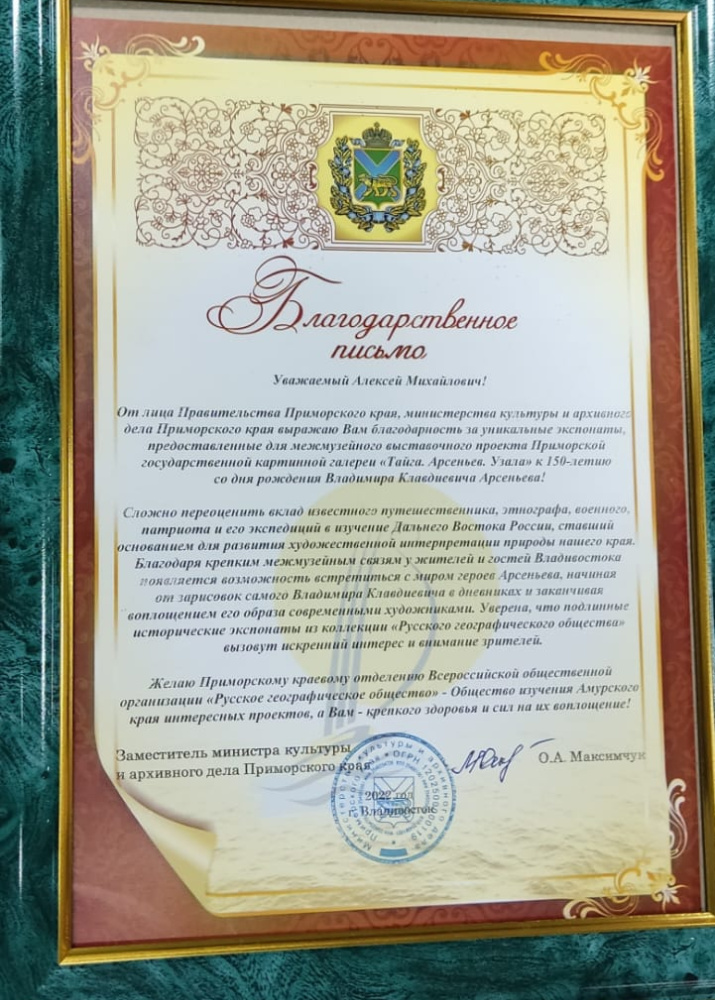 Благодарственное
письмо
Уважаемый Алексей Михайлович!
От лица Правительства Приморского края, министерства культуры и архивного
дела Приморского края выражаю Вам благодарность за уникальные экспонаты,
предоставленные для межмузейного выставочного проекта Приморской
государственной картинной галереи «Тайга. Арсеньев. Узала» к 150-летию
со дня рождения Владимира Клавдиевича Арсеньева!
Сложно переоценить вклад известного путешественника, этнографа, военного,
патриота и его экспедиций в изучение Дальнего Востока России, ставший
основанием для развития художественной интерпретации природы нашего края.
Благодаря крепким межмузейным связям у жителей и гостей Владивостока
появляется возможность встретиться с миром героев Арсеньева, начиная
от зарисовок самого Владимира Клавдиевича в дневниках и заканчивая
воплощением его образа современными художниками. Уверена, что подлинные
исторические экспонаты из коллекции «Русского географического общества»
вызовут искренний интерес и внимание зрителей.
Желаю Приморскому краевому отделению Всероссийской общественной
организации «Русское географическое общество» - Общество изучения Амурского
края интересных проектов, а Вам - крепкого здоровья и сил на их воплощение!
Заместитель министра культуры
и архивного дела Приморского края
О.А. Максимчук
2022 год
г. Владивосток